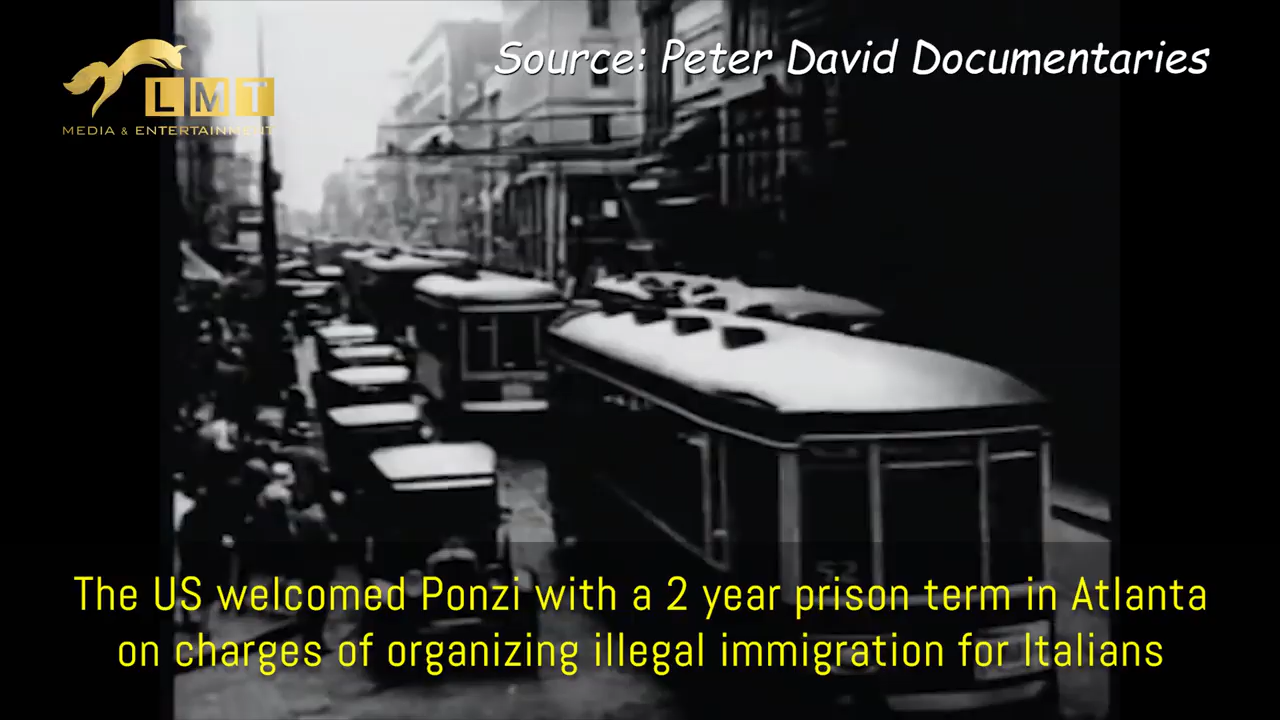 Source: Peter David Documentaries
LMT
MEDIA & ENTERTAINMENT
52
The US welcomed Ponzi with a 2 year prison term in Atlanta
on charges of organizing illegal immigration for Italians